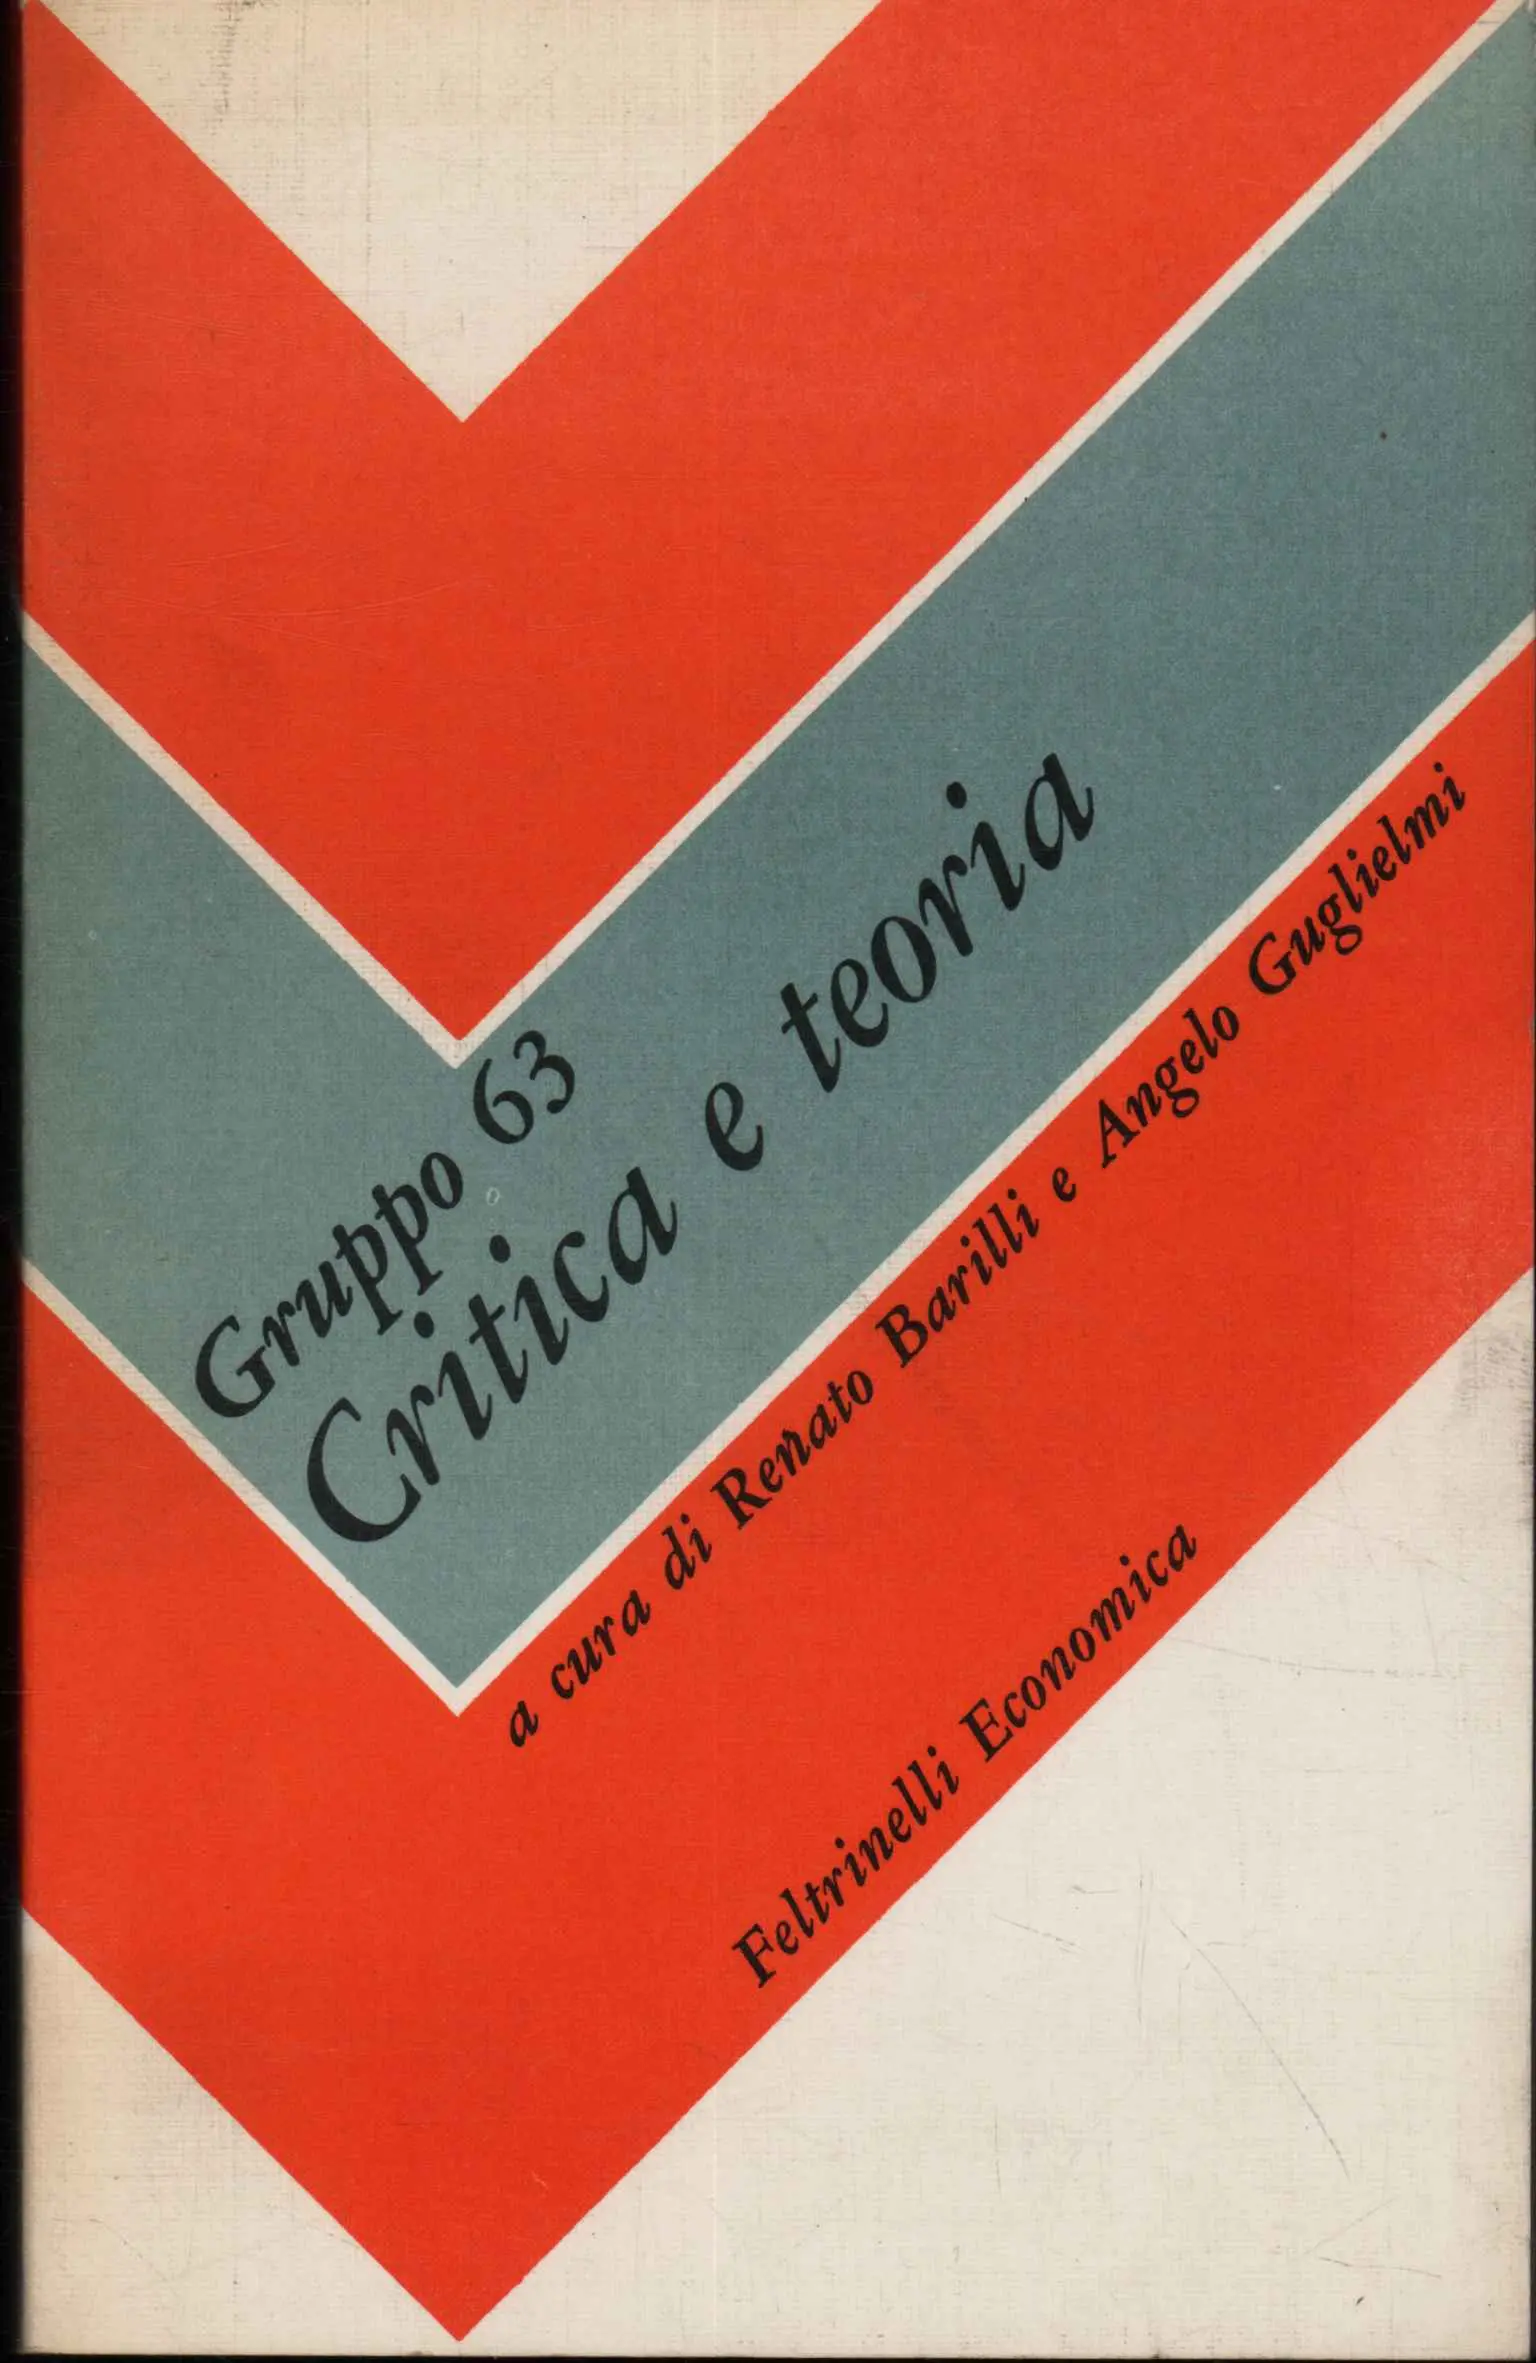 Gruppo 63
Critica e teoria
a cura di Renato Barilli e Angelo Guglielmi
Feltrinelli Economica